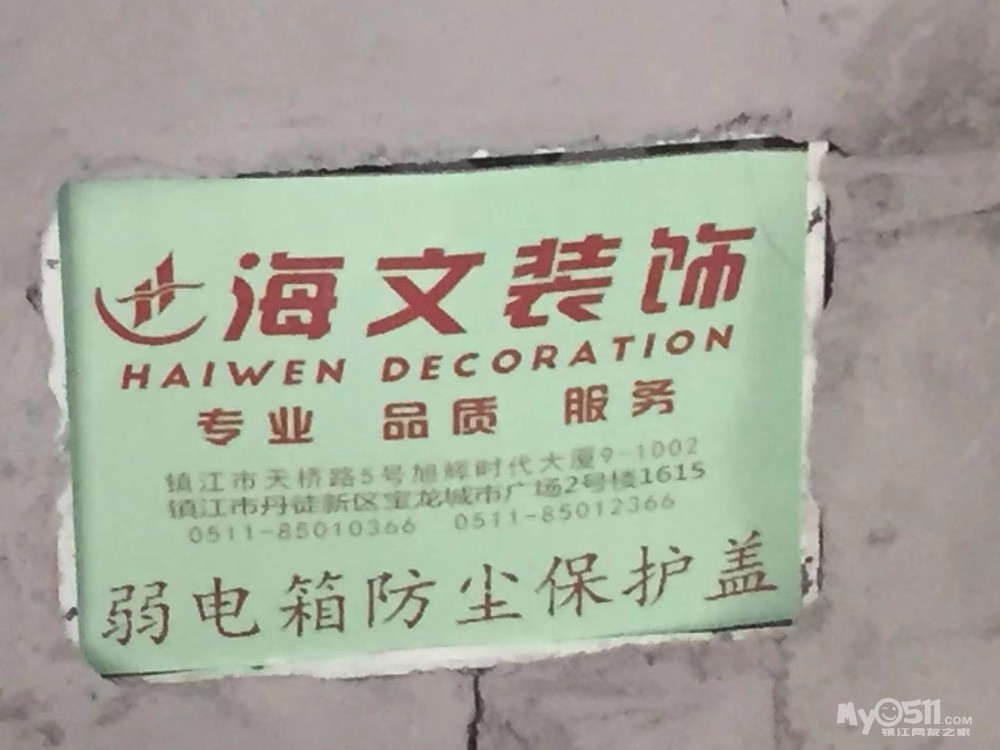 海文装饰
HAIWEN DECORATION
专业 品质 服务
镇江市天桥路5号旭辉时代大厦9-1002
镇江市丹徒新区宝龙城市广场2号楼1615
0511-85010366 0511-85012366
弱电箱防尘保护盖
My0511.COM
镇江网友之家